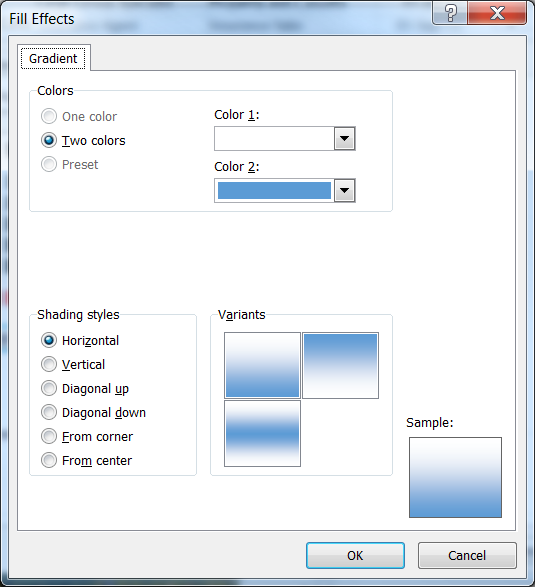 Fill Effects
?
Gradient
Colors
One color
Two colors
Preset
Color 1:
Color 2:
Shading styles
Horizontal
Vertical
Diagonal up
Diagonal down
From corner
From center
Variants
Sample:
OK
Cancel